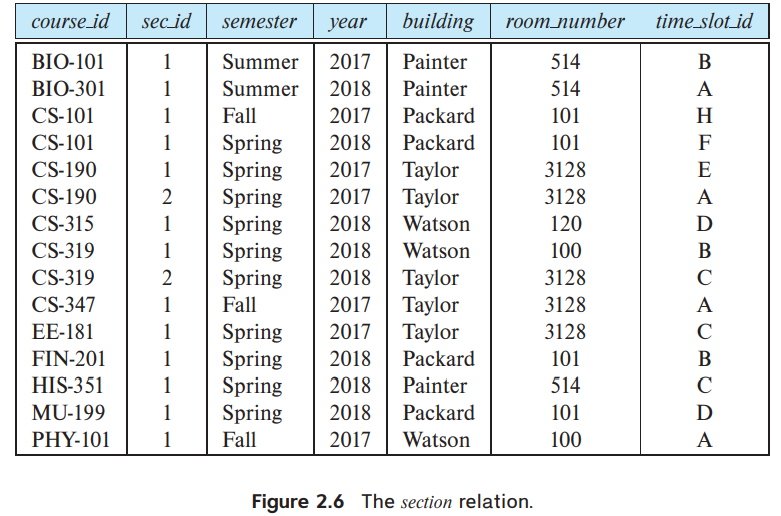 course_id sec_id semester year building room_number time_slot_id
BIO-101 1 Summer 2017 Painter 514 B
BIO-301 1 Summer 2018 Painter 514 A
CS-101 1 Fall 2017 Packard 101 H
CS-101 1 Spring 2018 Packard 101 F
CS-190 1 Spring 2017 Taylor 3128 E
CS-190 2 Spring 2017 Taylor 3128 A
CS-315 1 Spring 2018 Watson 120 D
CS-319 1 Spring 2018 Watson 100 B
CS-319 2 Spring 2018 Taylor 3128 C
CS-347 1 Fall 2017 Taylor 3128 A
EE-181 1 Spring 2017 Taylor 3128 C
FIN-201 1 Spring 2018 Packard 101 B
HIS-351 1 Spring 2018 Painter 514 C
MU-199 1 Spring 2018 Packard 101 D
PHY-101 1 Fall 2017 Watson 100 A
Figure 2.6 The section relation.